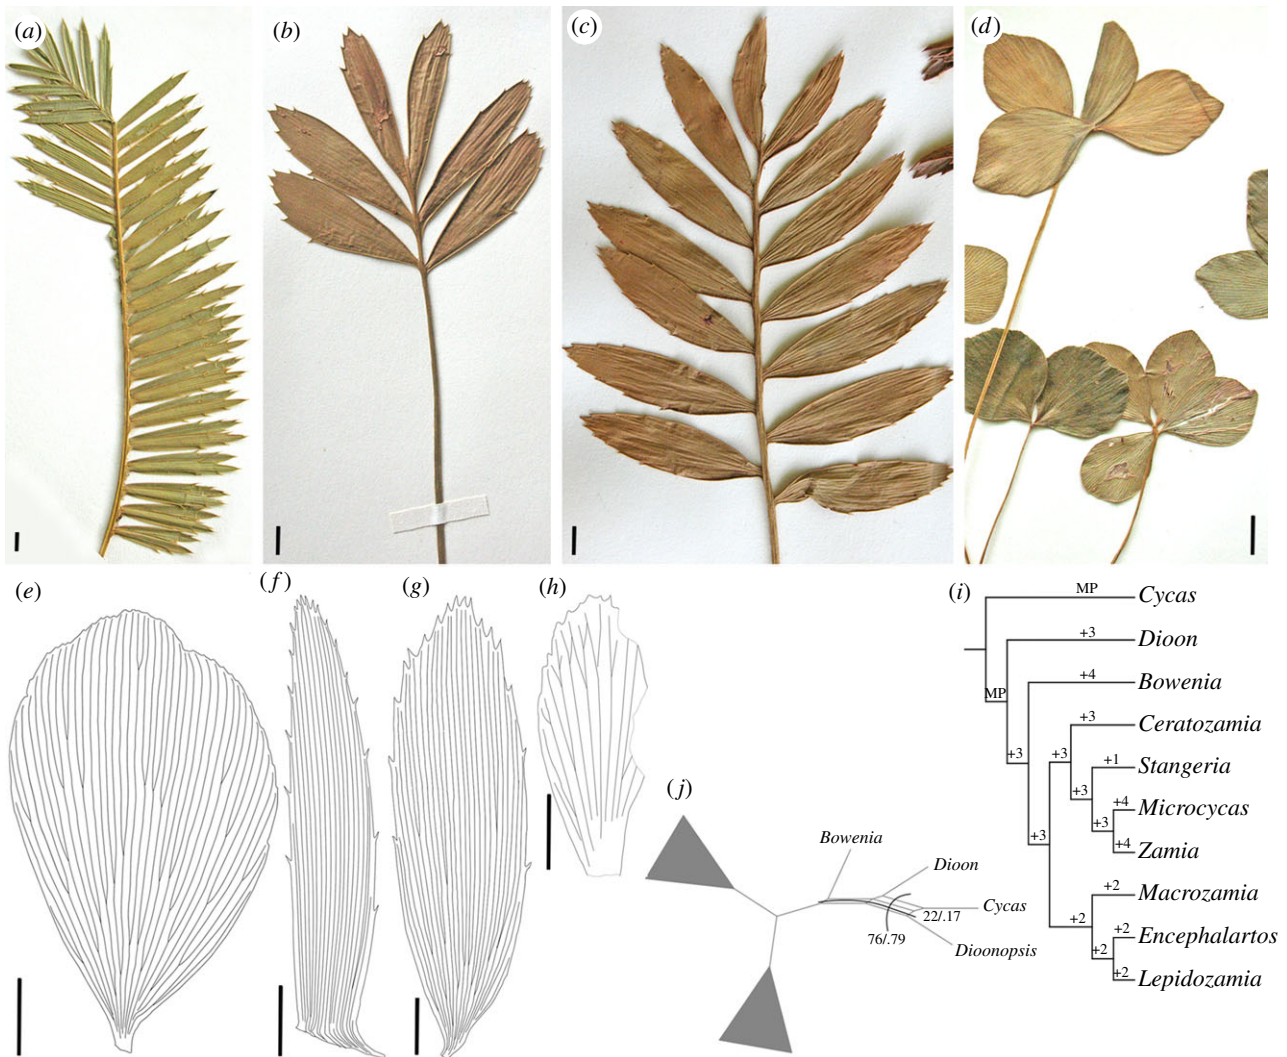 (a)
(b)
(c)
(d)
(e)
(f)
(g)
(h)
(i)
MP
Cycas
+3
Dioon
MP
+4
Bowenia
+3
+3
Ceratozamia
+3
+1
Stangeria
+3
+4
Microcycas
+3
+3
+4
Zamia
+2
Macrozamia
+2
+2
Encephalartos
+2
+2
Lepidozamia
(j)
Bowenia
Dioon
Cycas
22/.17
76/.79
Dioonopsis